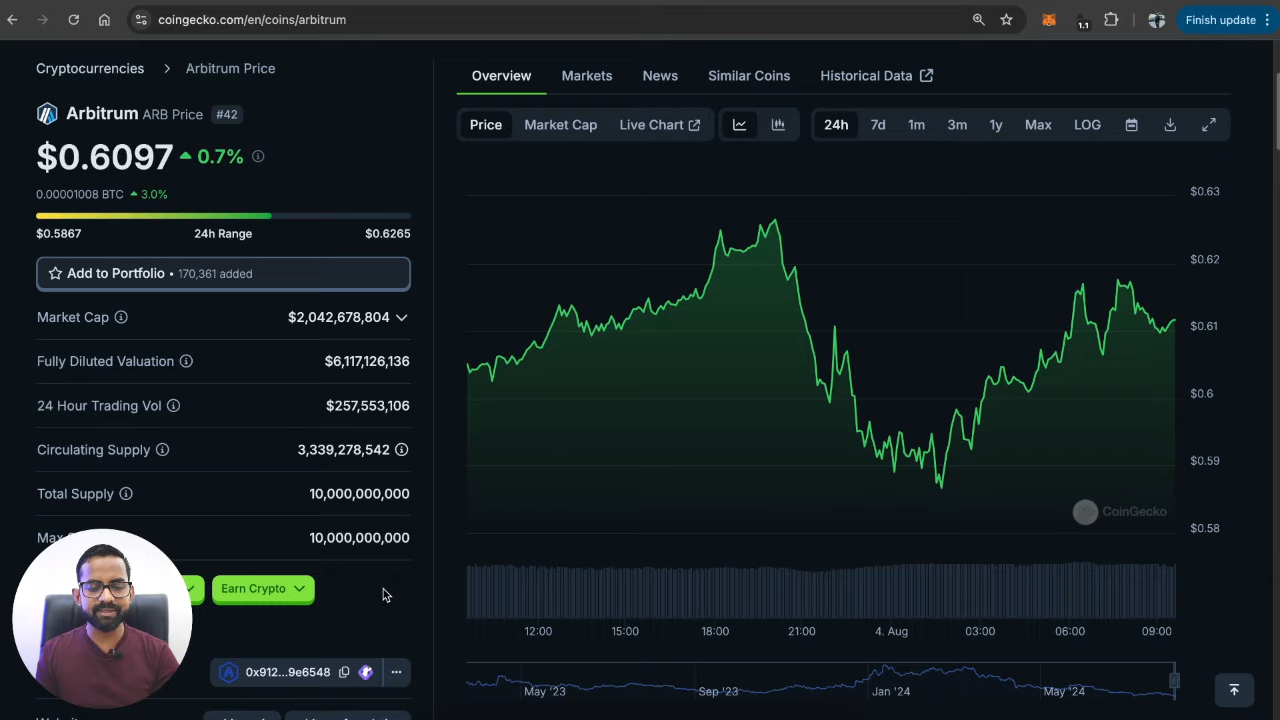 coingecko.com/en/coins/arbitrum
1.1
Finish update
Cryptocurrencies > Arbitrum Price
Arbitrum ARB Price #42
$0.6097 0.7%
0.00001008 BTC 3.0%
$0.5867 24h Range $0.6265
Add to Portfolio • 170,361 added
Market Cap $2,042,678,804
Fully Diluted Valuation $6,117,126,136
24 Hour Trading Vol $257,553,106
Circulating Supply 3,339,278,542
Total Supply 10,000,000,000
Max 10,000,000,000
Earn Crypto
0x912...9e6548
Overview Markets News Similar Coins Historical Data
Price Market Cap Live Chart 24h 7d 1m 3m 1y Max LOG
$0.63
$0.62
$0.61
$0.6
$0.59
$0.58
CoinGecko
12:00 15:00 18:00 21:00 4. Aug 03:00 06:00 09:00
May '23 Sep '23 Jan '24 May '24